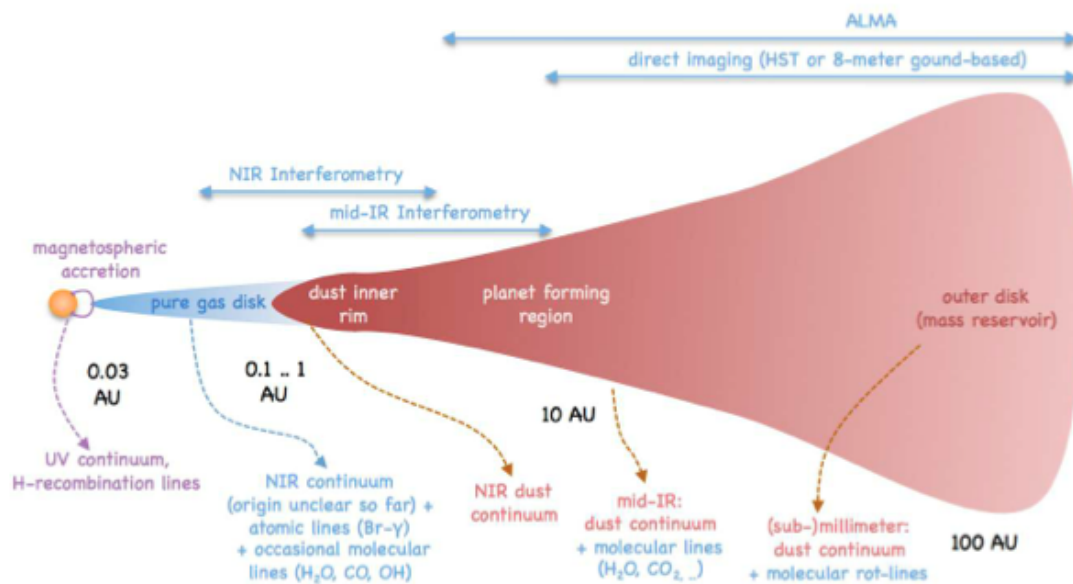 ALMA
direct imaging (HST or 8-meter gound-based)
NIR Interferometry
mid-IR Interferometry
magnetospheric
accretion
pure gas disk
dust inner
rim
planet forming
region
outer disk
(mass reservoir)
0.03
AU
0.1 .. 1
AU
10 AU
100 AU
UV continuum,
H-recombination lines
NIR continuum
(origin unclear so far) +
atomic lines (Br-γ)
+ occasional molecular
lines (H₂O, CO, OH)
NIR dust
continuum
mid-IR:
dust continuum
+ molecular lines
(H₂O, CO₂, ..)
(sub-)millimeter:
dust continuum
+ molecular rot-lines